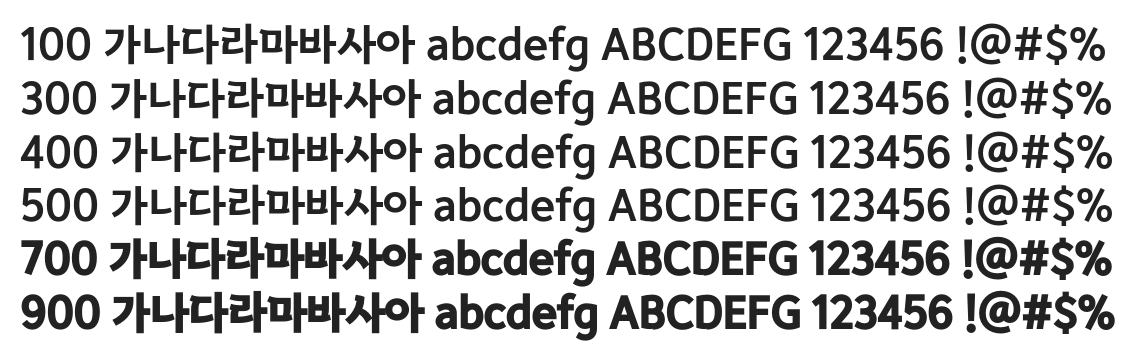 100 가나다라마바사아 abcdefg ABCDEFG 123456 !@#$%
300 가나다라마바사아 abcdefg ABCDEFG 123456 !@#$%
400 가나다라마바사아 abcdefg ABCDEFG 123456 !@#$%
500 가나다라마바사아 abcdefg ABCDEFG 123456 !@#$%
700 가나다라마바사아 abcdefg ABCDEFG 123456 !@#$%
900 가나다라마바사아 abcdefg ABCDEFG 123456 !@#$%